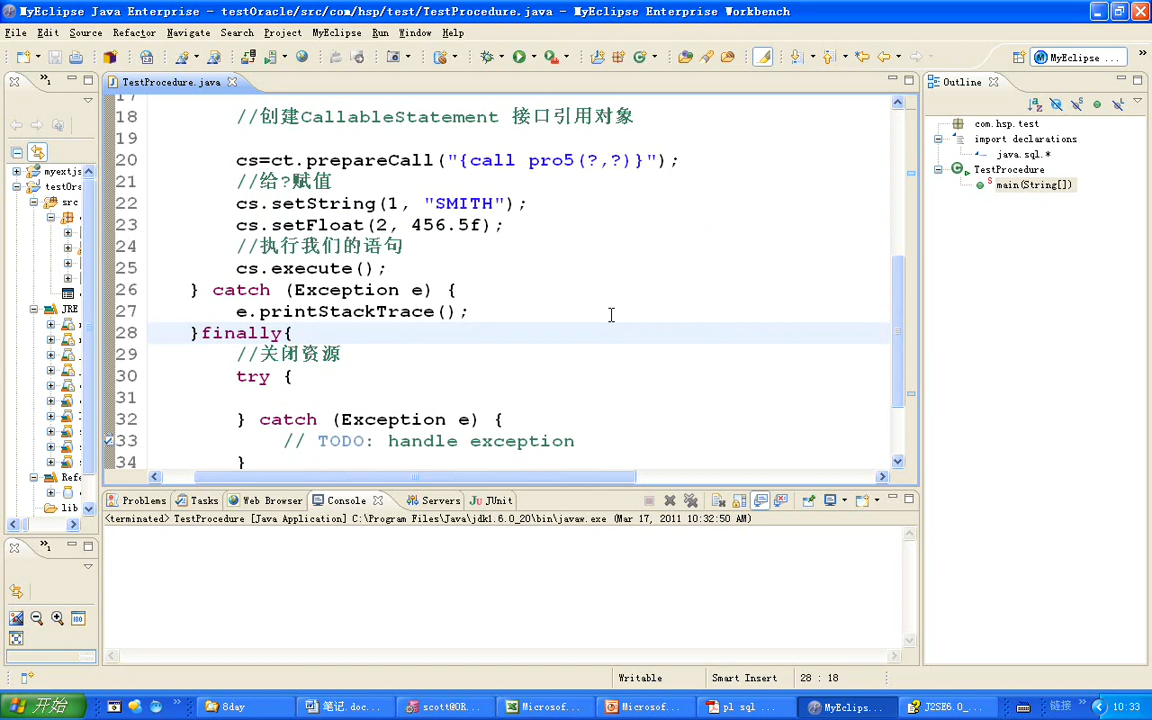 MyEclipse Java Enterprise - testOracle/src/com/hsp/test/TestProcedure.java - MyEclipse Enterprise Workbench
File Edit Source Refactor Navigate Search Project MyEclipse Run Window Help
MyEclipse ...
TestProcedure.java
Outline
myextjs
testOra
src
JRE
Refe
lib
17
18 //创建CallableStatement 接口引用对象
19
20 cs=ct.prepareCall("{call pro5(?,?)}");
21 //给?赋值
22 cs.setString(1, "SMITH");
23 cs.setFloat(2, 456.5f);
24 //执行我们的语句
25 cs.execute();
26 } catch (Exception e) {
27 e.printStackTrace();
28 }finally{
29 //关闭资源
30 try {
31
32 } catch (Exception e) {
33 // TODO: handle exception
34 }
com.hsp.test
import declarations
java.sql.*
TestProcedure
main(String[])
Problems Tasks Web Browser Console Servers JUnit
<terminated> TestProcedure [Java Application] C:\Program Files\Java\jdk1.6.0_20\bin\javaw.exe (Mar 17, 2011 10:32:50 AM)
Writable Smart Insert 28 : 18
开始 8day 笔记.doc... scott@OR... Microsof... Microsof... pl sql ... MyEclips... J2SE6.0_... 链接 10:33